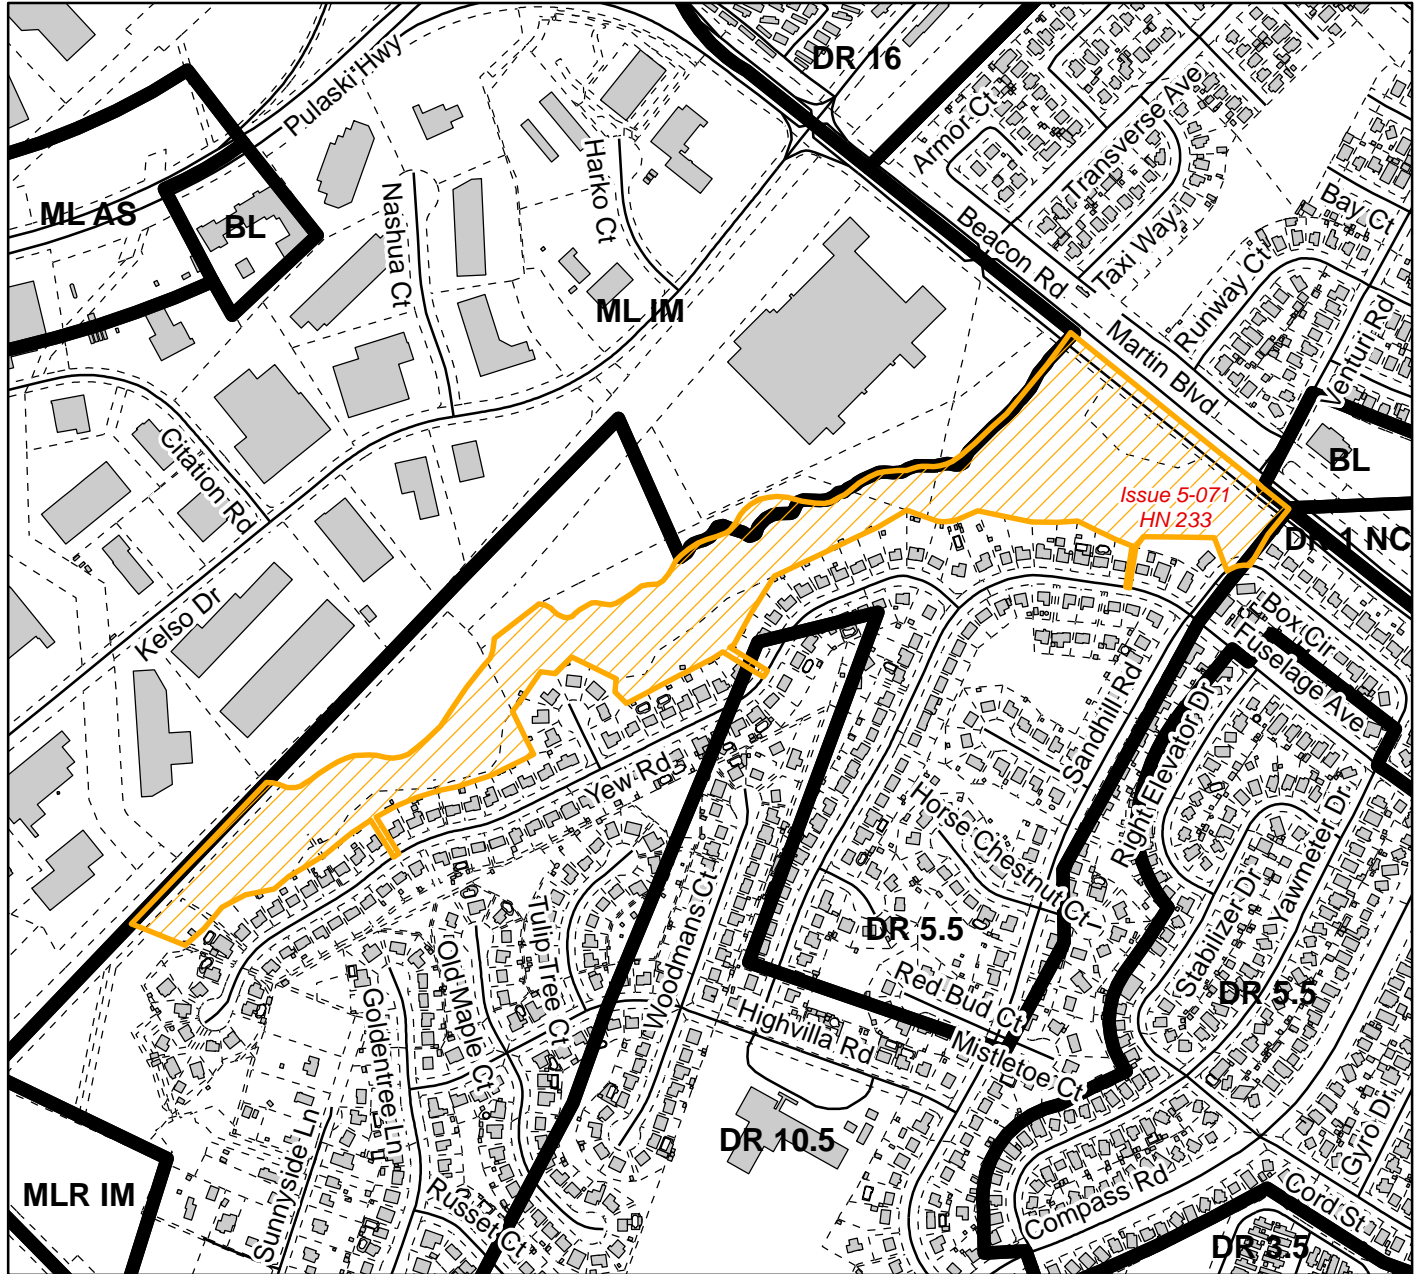 DR 16
Pulaski Hwy
Armor Ct
Transverse Ave
Harko Ct
Nashua Ct
ML AS
BL
Bay Ct
Beacon Rd
Taxi Way
Runway Ct
ML IM
Venturi Rd
Martin Blvd.
Citation Rd
BL
Issue 5-071
HN 233
DR 1 NC
Kelso Dr
Box Cir
Fuselage Ave
Sandhill Rd
Right Elevator Dr
Yew Rd
Horse Chestnut Ct
Yawmeter Dr
Stabilizer Dr
Woodmans Ct
Tulip Tree Ct
Old Maple Ct
DR 5.5
Red Bud Ct
DR 5.5
Goldentree Ln
Highvilla Rd
Mistletoe Ct
Sunnyside Ln
DR 10.5
Gyro Dr
MLR IM
Russet Ct
Compass Rd
Cord St
DR 3.5